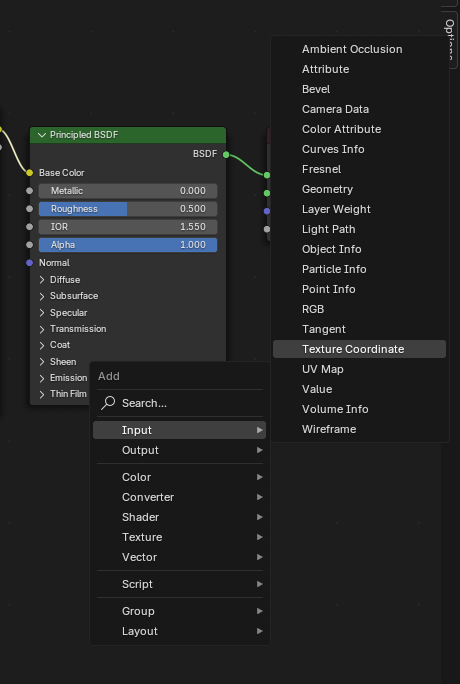 Options
Principled BSDF
BSDF
Base Color
Metallic 0.000
Roughness 0.500
IOR 1.550
Alpha 1.000
Normal
Diffuse
Subsurface
Specular
Transmission
Coat
Sheen
Emission
Thin Film
Add
Search...
Input
Output
Color
Converter
Shader
Texture
Vector
Script
Group
Layout
Ambient Occlusion
Attribute
Bevel
Camera Data
Color Attribute
Curves Info
Fresnel
Geometry
Layer Weight
Light Path
Object Info
Particle Info
Point Info
RGB
Tangent
Texture Coordinate
UV Map
Value
Volume Info
Wireframe